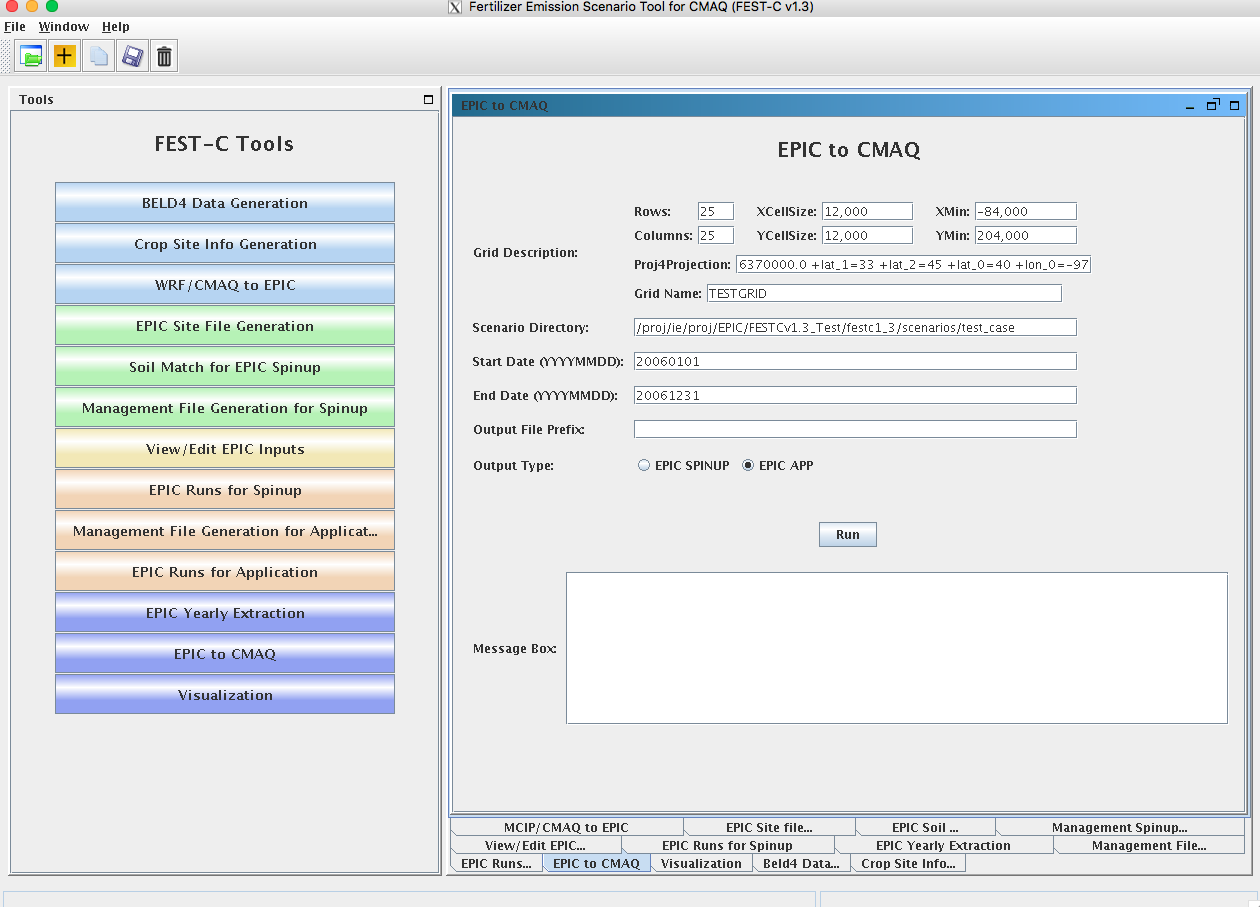 Fertilizer Emission Scenario Tool for CMAQ (FEST-C v1.3)
File Window Help
Tools
FEST-C Tools
BELD4 Data Generation
Crop Site Info Generation
WRF/CMAQ to EPIC
EPIC Site File Generation
Soil Match for EPIC Spinup
Management File Generation for Spinup
View/Edit EPIC Inputs
EPIC Runs for Spinup
Management File Generation for Applicat...
EPIC Runs for Application
EPIC Yearly Extraction
EPIC to CMAQ
Visualization
EPIC to CMAQ
EPIC to CMAQ
Grid Description:
Rows: 25 XCellSize: 12,000 XMin: -84,000
Columns: 25 YCellSize: 12,000 YMin: 204,000
Proj4Projection: 6370000.0 +lat_1=33 +lat_2=45 +lat_0=40 +lon_0=-97
Grid Name: TESTGRID
Scenario Directory: /proj/ie/proj/EPIC/FESTCv1.3_Test/festc1_3/scenarios/test_case
Start Date (YYYYMMDD): 20060101
End Date (YYYYMMDD): 20061231
Output File Prefix:
Output Type: EPIC SPINUP EPIC APP
Run
Message Box:
MCIP/CMAQ to EPIC EPIC Site file... EPIC Soil ... Management Spinup...
View/Edit EPIC... EPIC Runs for Spinup EPIC Yearly Extraction Management File...
EPIC Runs... EPIC to CMAQ Visualization Beld4 Data... Crop Site Info...